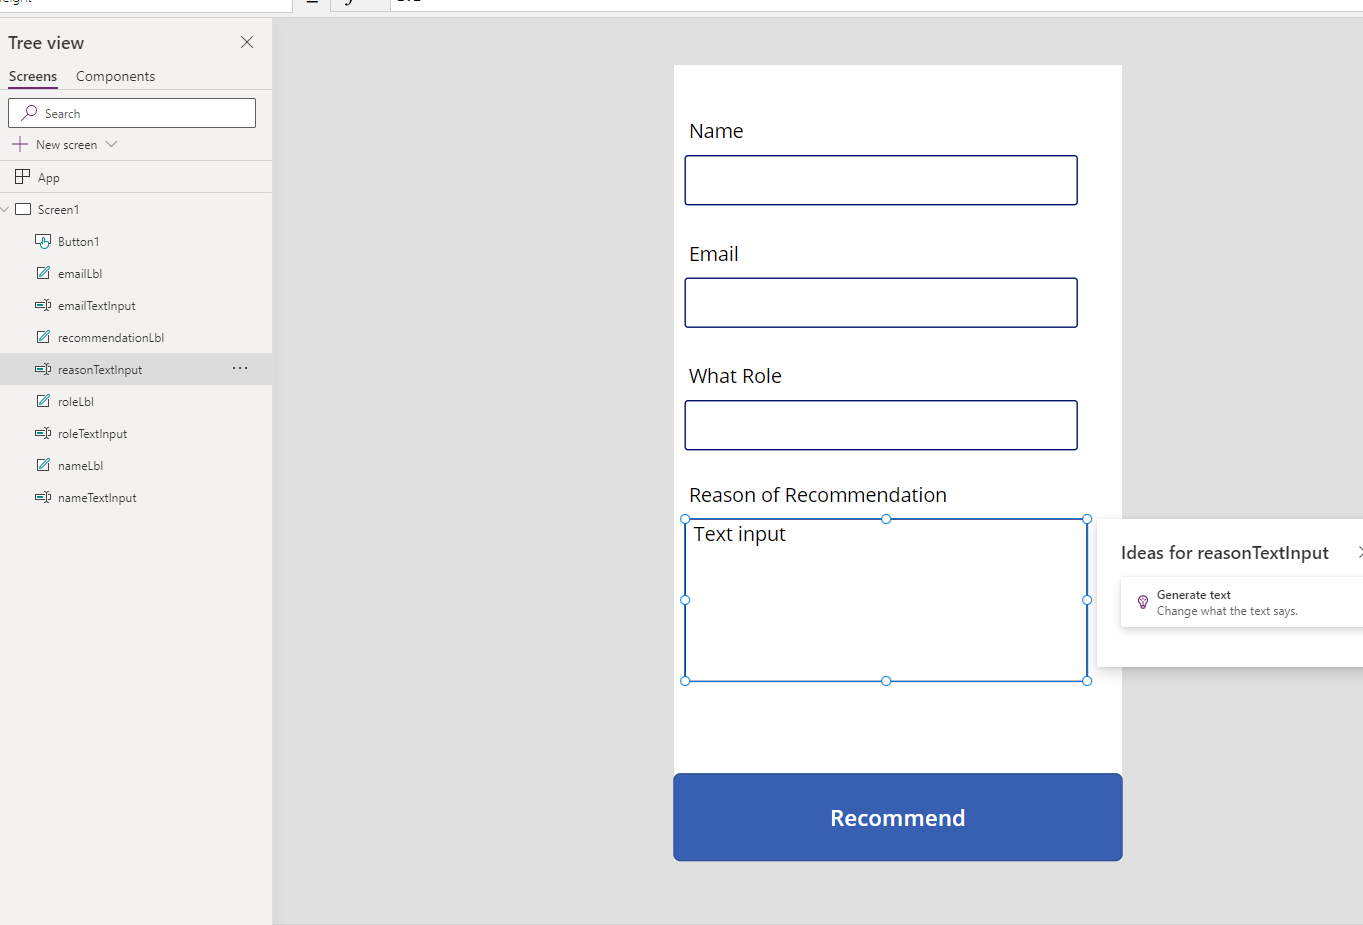 Tree view
Screens Components
Search
New screen
App
Screen1
Button1
emailLbl
emailTextInput
recommendationLbl
reasonTextInput
roleLbl
roleTextInput
nameLbl
nameTextInput
Name
Email
What Role
Reason of Recommendation
Text input
Ideas for reasonTextInput
Generate text
Change what the text says.
Recommend